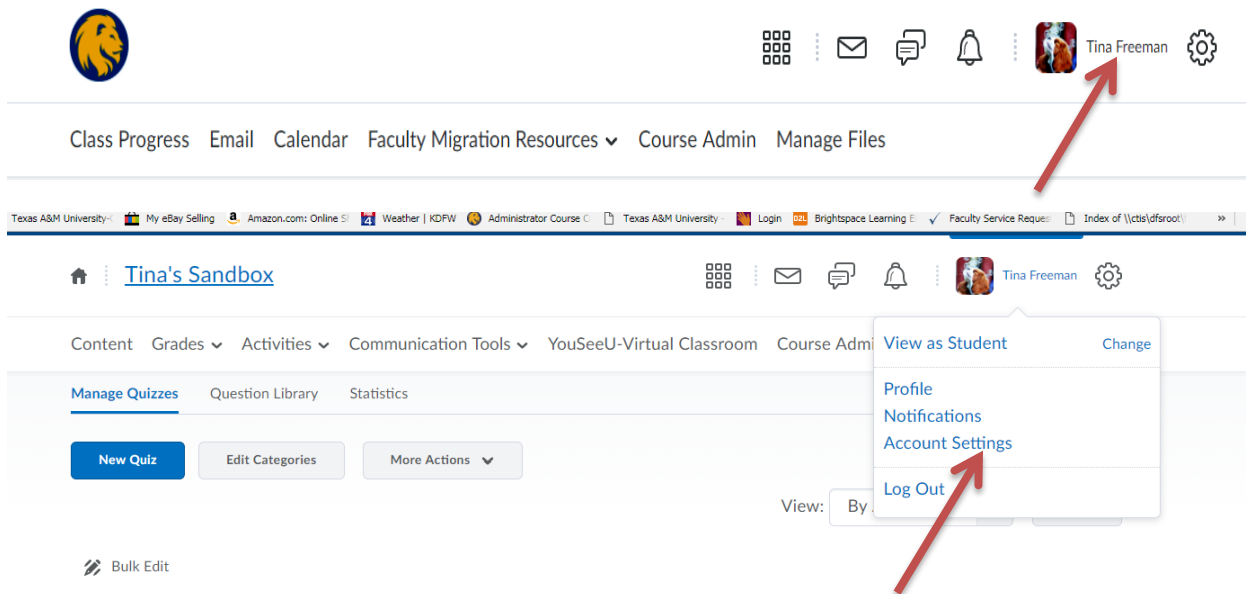 Tina Freeman
Class Progress Email Calendar Faculty Migration Resources Course Admin Manage Files
Texas A&M University- My eBay Selling Amazon.com: Online Weather | KDFW Administrator Course Texas A&M University - Login D2L Brightspace Learning Faculty Service Reques Index of \\ctis\dfsroot\ »
Tina's Sandbox Tina Freeman
Content Grades Activities Communication Tools YouSeeU-Virtual Classroom Course Admi
View as Student Change
Manage Quizzes Question Library Statistics
Profile
Notifications
Account Settings
New Quiz Edit Categories More Actions
Log Out
View: By
Bulk Edit